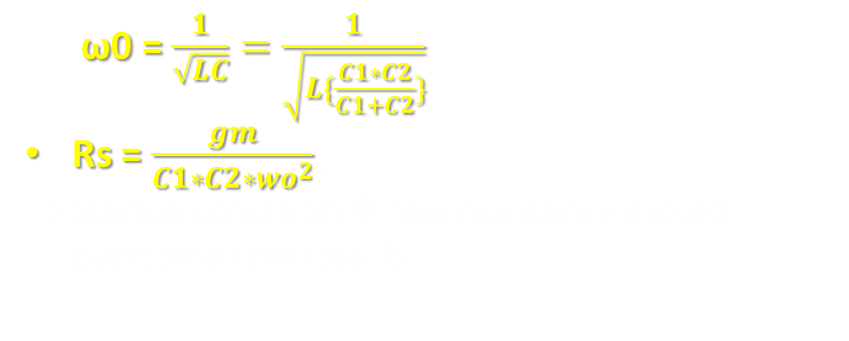 ω0 = 1/√LC = 1/√L{C1*C2/C1+C2}
• Rs = gm/C1*C2*wo²